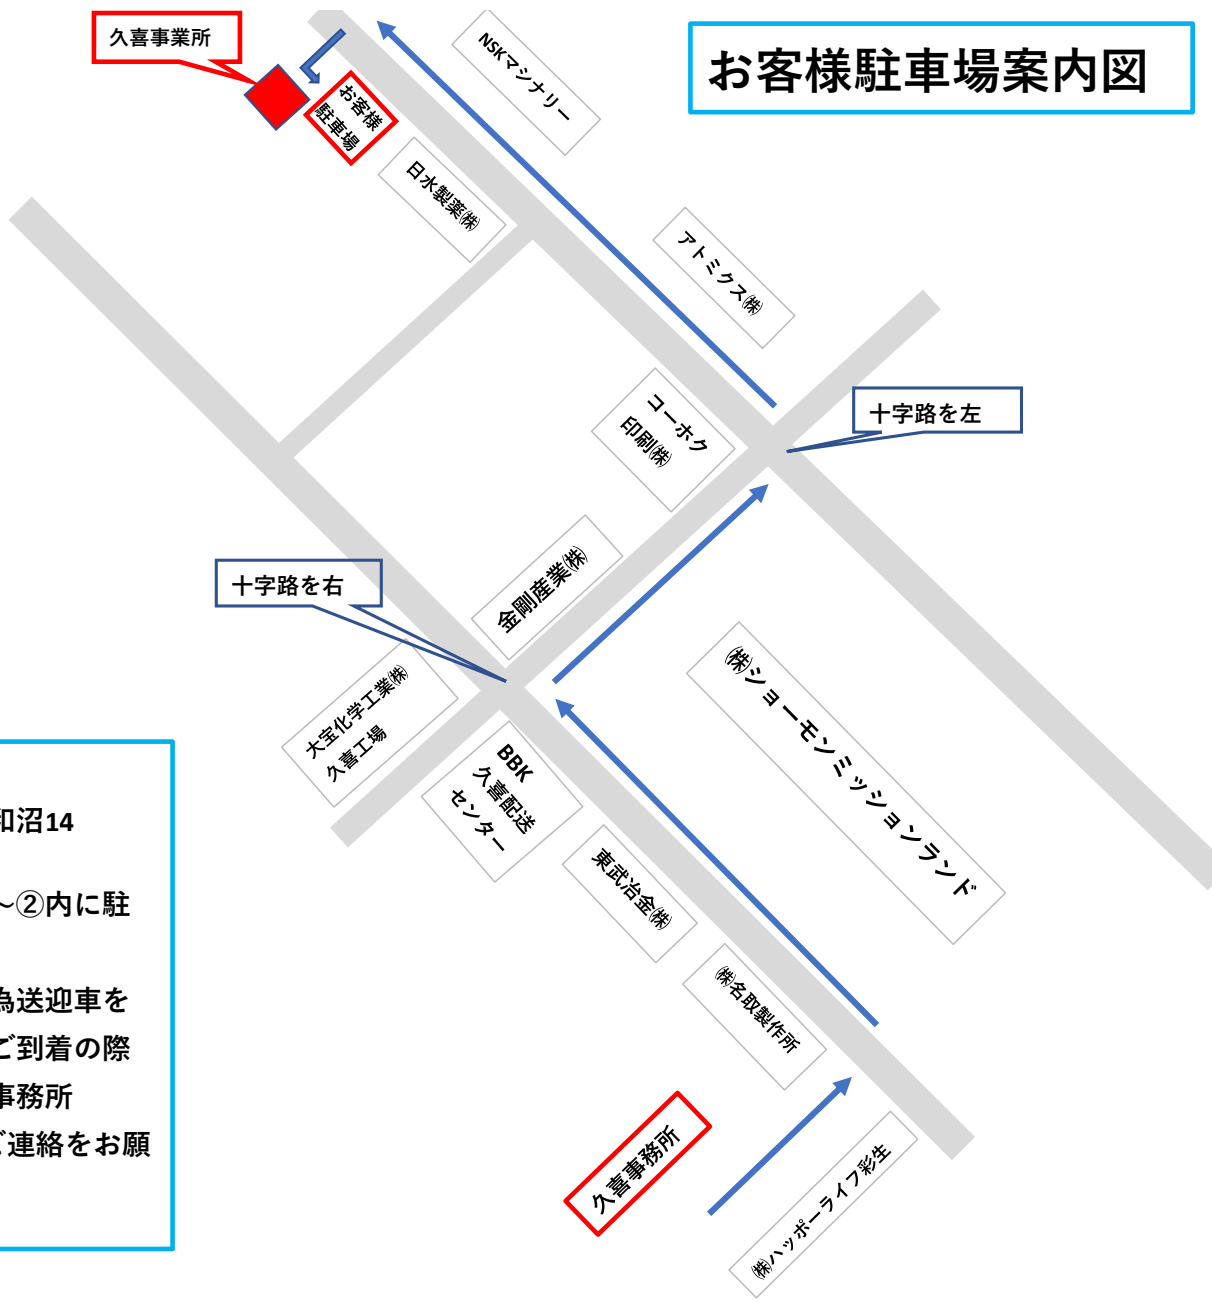 お客様駐車場案内図
久喜事業所
お客様
駐車場
NSKマシナリー
日水製薬㈱
アトミクス㈱
コーホク
印刷㈱
十字路を左
金剛産業㈱
十字路を右
大宝化学工業㈱
久喜工場
BBK
久喜配送
センター
㈱ショーモンミッションランド
東武冶金㈱
㈱名取製作所
久喜事務所
㈱ハッポーライフ彩生
和沼14
～②内に駐
為送迎車を
ご到着の際
事務所
ご連絡をお願